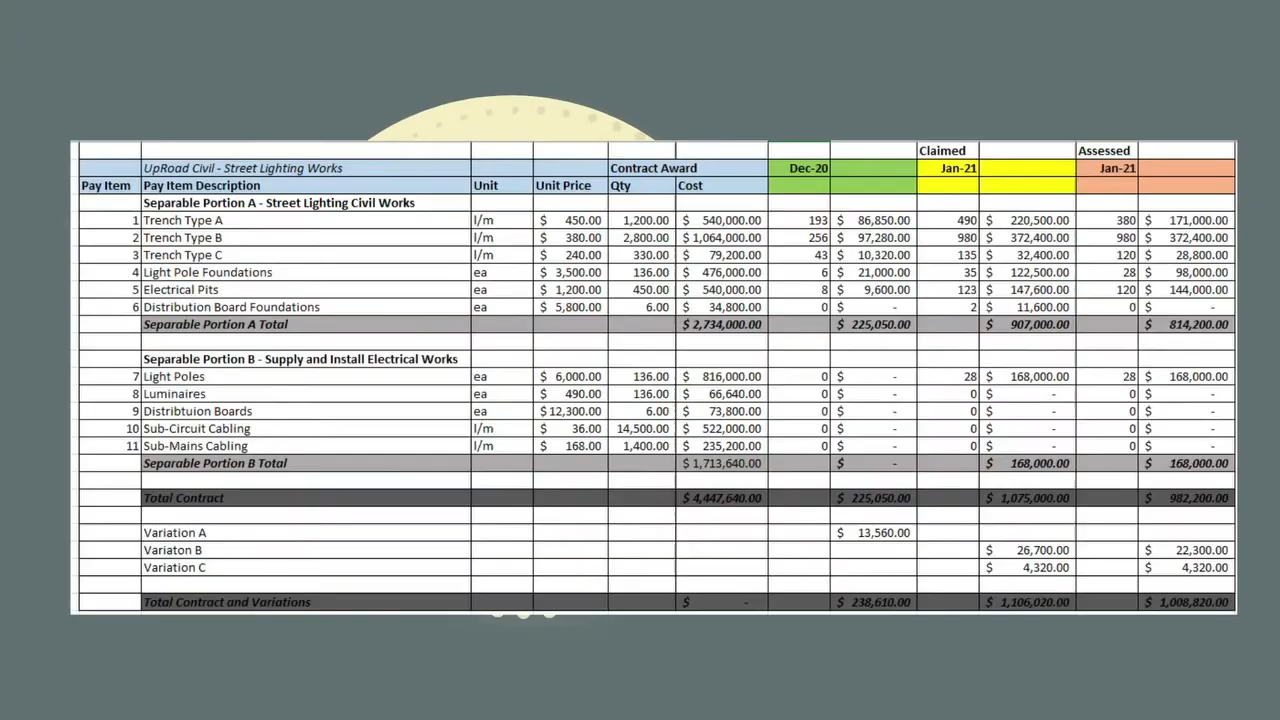 Claimed Assessed
UpRoad Civil - Street Lighting Works Contract Award Dec-20 Jan-21 Jan-21
Pay Item Pay Item Description Unit Unit Price Qty Cost
Separable Portion A - Street Lighting Civil Works
1 Trench Type A l/m $ 450.00 1,200.00 $ 540,000.00 193 $ 86,850.00 490 $ 220,500.00 380 $ 171,000.00
2 Trench Type B l/m $ 380.00 2,800.00 $ 1,064,000.00 256 $ 97,280.00 980 $ 372,400.00 980 $ 372,400.00
3 Trench Type C l/m $ 240.00 330.00 $ 79,200.00 43 $ 10,320.00 135 $ 32,400.00 120 $ 28,800.00
4 Light Pole Foundations ea $ 3,500.00 136.00 $ 476,000.00 6 $ 21,000.00 35 $ 122,500.00 28 $ 98,000.00
5 Electrical Pits ea $ 1,200.00 450.00 $ 540,000.00 8 $ 9,600.00 123 $ 147,600.00 120 $ 144,000.00
6 Distribution Board Foundations ea $ 5,800.00 6.00 $ 34,800.00 0 $ - 2 $ 11,600.00 0 $ -
Separable Portion A Total $ 2,734,000.00 $ 225,050.00 $ 907,000.00 $ 814,200.00
Separable Portion B - Supply and Install Electrical Works
7 Light Poles ea $ 6,000.00 136.00 $ 816,000.00 0 $ - 28 $ 168,000.00 28 $ 168,000.00
8 Luminaires ea $ 490.00 136.00 $ 66,640.00 0 $ - 0 $ - 0 $ -
9 Distribtuion Boards ea $ 12,300.00 6.00 $ 73,800.00 0 $ - 0 $ - 0 $ -
10 Sub-Circuit Cabling l/m $ 36.00 14,500.00 $ 522,000.00 0 $ - 0 $ - 0 $ -
11 Sub-Mains Cabling l/m $ 168.00 1,400.00 $ 235,200.00 0 $ - 0 $ - 0 $ -
Separable Portion B Total $ 1,713,640.00 $ - $ 168,000.00 $ 168,000.00
Total Contract $ 4,447,640.00 $ 225,050.00 $ 1,075,000.00 $ 982,200.00
Variation A $ 13,560.00
Variaton B $ 26,700.00 $ 22,300.00
Variation C $ 4,320.00 $ 4,320.00
Total Contract and Variations $ - $ 238,610.00 $ 1,106,020.00 $ 1,008,820.00